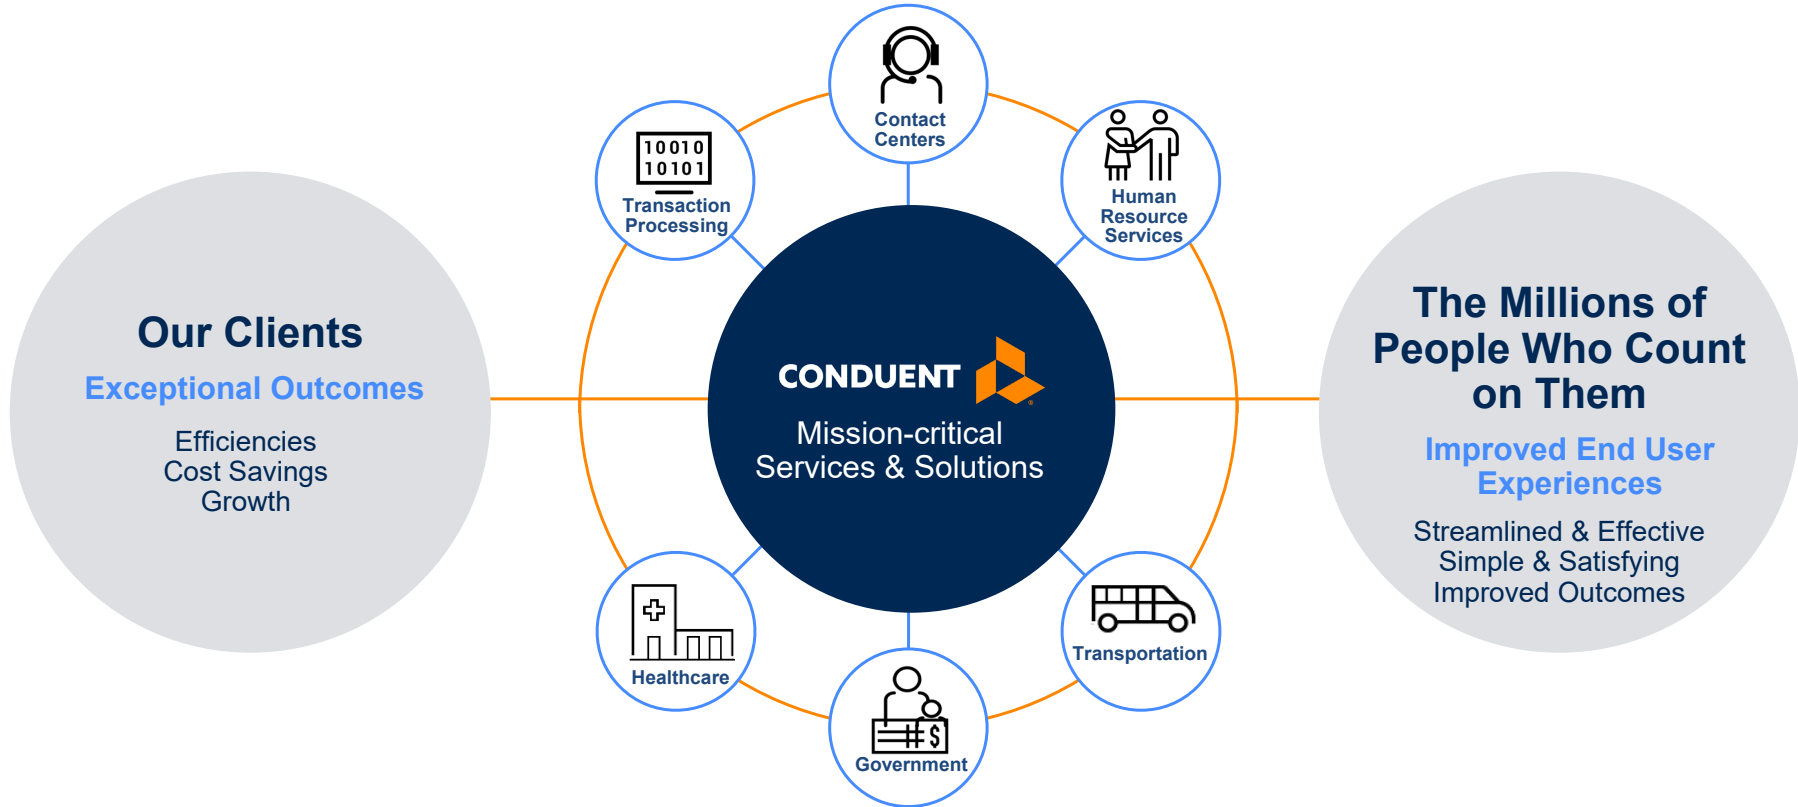 Our Clients
Exceptional Outcomes
Efficiencies
Cost Savings
Growth
Contact
Centers
10010
10101
Transaction
Processing
Human
Resource
Services
CONDUENT
®
Mission-critical
Services & Solutions
Healthcare
$
Government
Transportation
The Millions of
People Who Count
on Them
Improved End User
Experiences
Streamlined & Effective
Simple & Satisfying
Improved Outcomes